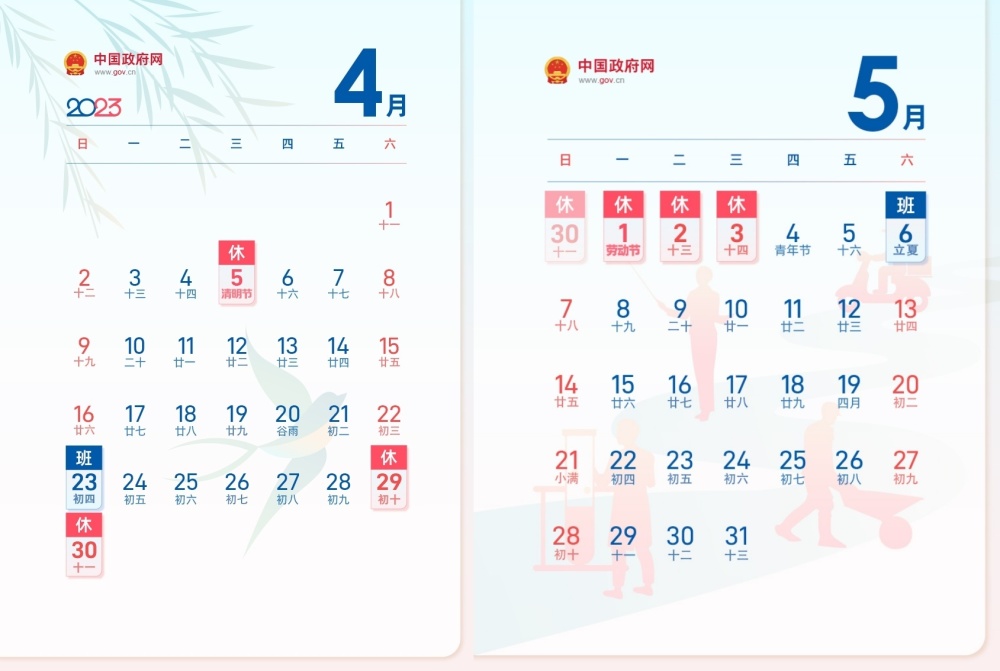 中国政府网
www.gov.cn
2023
4月
日 一 二 三 四 五 六
1
十一
休
2 3 4 5 6 7 8
十二 十三 十四 清明节 十六 十七 十八
9 10 11 12 13 14 15
十九 二十 廿一 廿二 廿三 廿四 廿五
16 17 18 19 20 21 22
廿六 廿七 廿八 廿九 谷雨 初二 初三
班 休
23 24 25 26 27 28 29
初四 初五 初六 初七 初八 初九 初十
休
30
十一
中国政府网
www.gov.cn
5月
日 一 二 三 四 五 六
休 休 休 休 班
30 1 2 3 4 5 6
十一 劳动节 十三 十四 青年节 十六 立夏
7 8 9 10 11 12 13
十八 十九 二十 廿一 廿二 廿三 廿四
14 15 16 17 18 19 20
廿五 廿六 廿七 廿八 廿九 四月 初二
21 22 23 24 25 26 27
小满 初四 初五 初六 初七 初八 初九
28 29 30 31
初十 十一 十二 十三